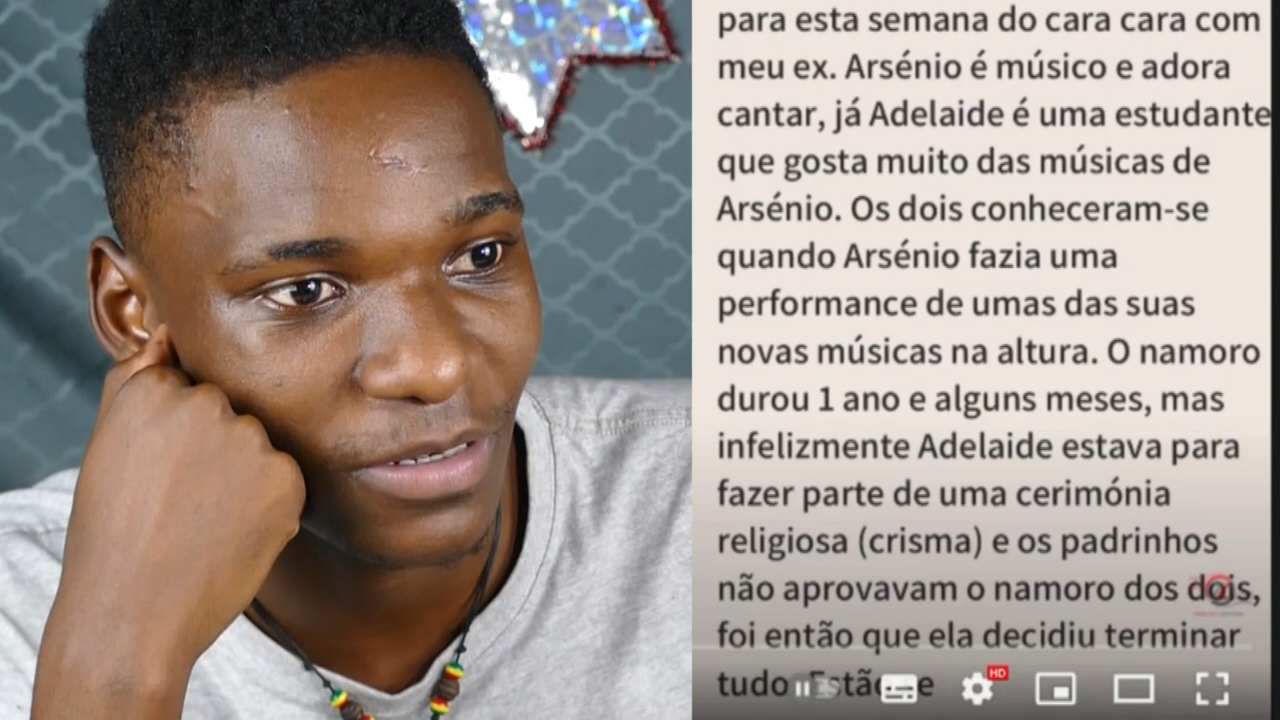 para esta semana do cara cara com
meu ex. Arsénio é músico e adora
cantar, já Adelaide é uma estudante
que gosta muito das músicas de
Arsénio. Os dois conheceram-se
quando Arsénio fazia uma
performance de umas das suas
novas músicas na altura. O namoro
durou 1 ano e alguns meses, mas
infelizmente Adelaide estava para
fazer parte de uma cerimónia
religiosa (crisma) e os padrinhos
não aprovavam o namoro dos dois,
foi então que ela decidiu terminar
tudo
HD